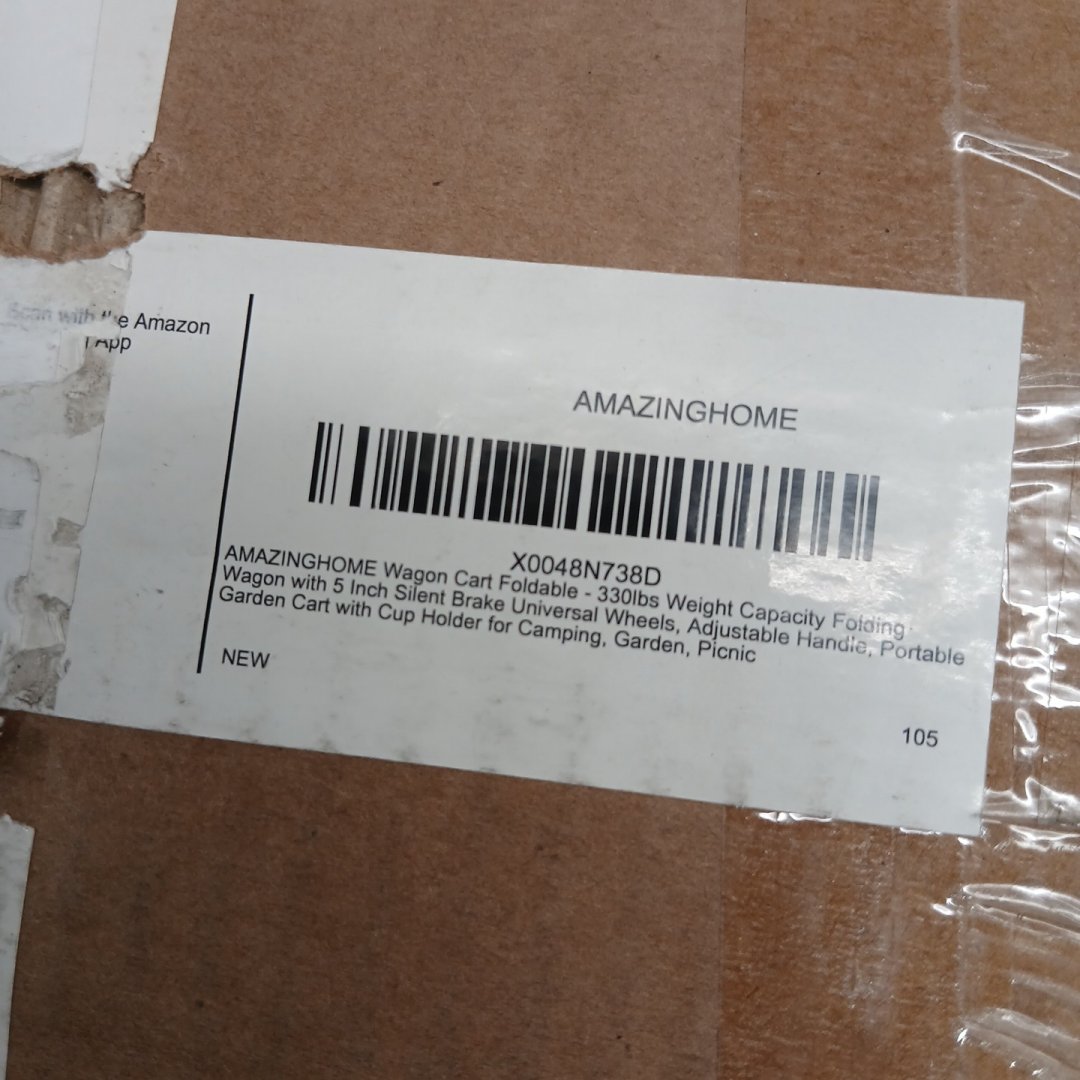 Scan with the Amazon
App
AMAZINGHOME
X0048N738D
AMAZINGHOME Wagon Cart Foldable - 330lbs Weight Capacity Folding
Wagon with 5 Inch Silent Brake Universal Wheels, Adjustable Handle, Portable
Garden Cart with Cup Holder for Camping, Garden, Picnic
NEW
105